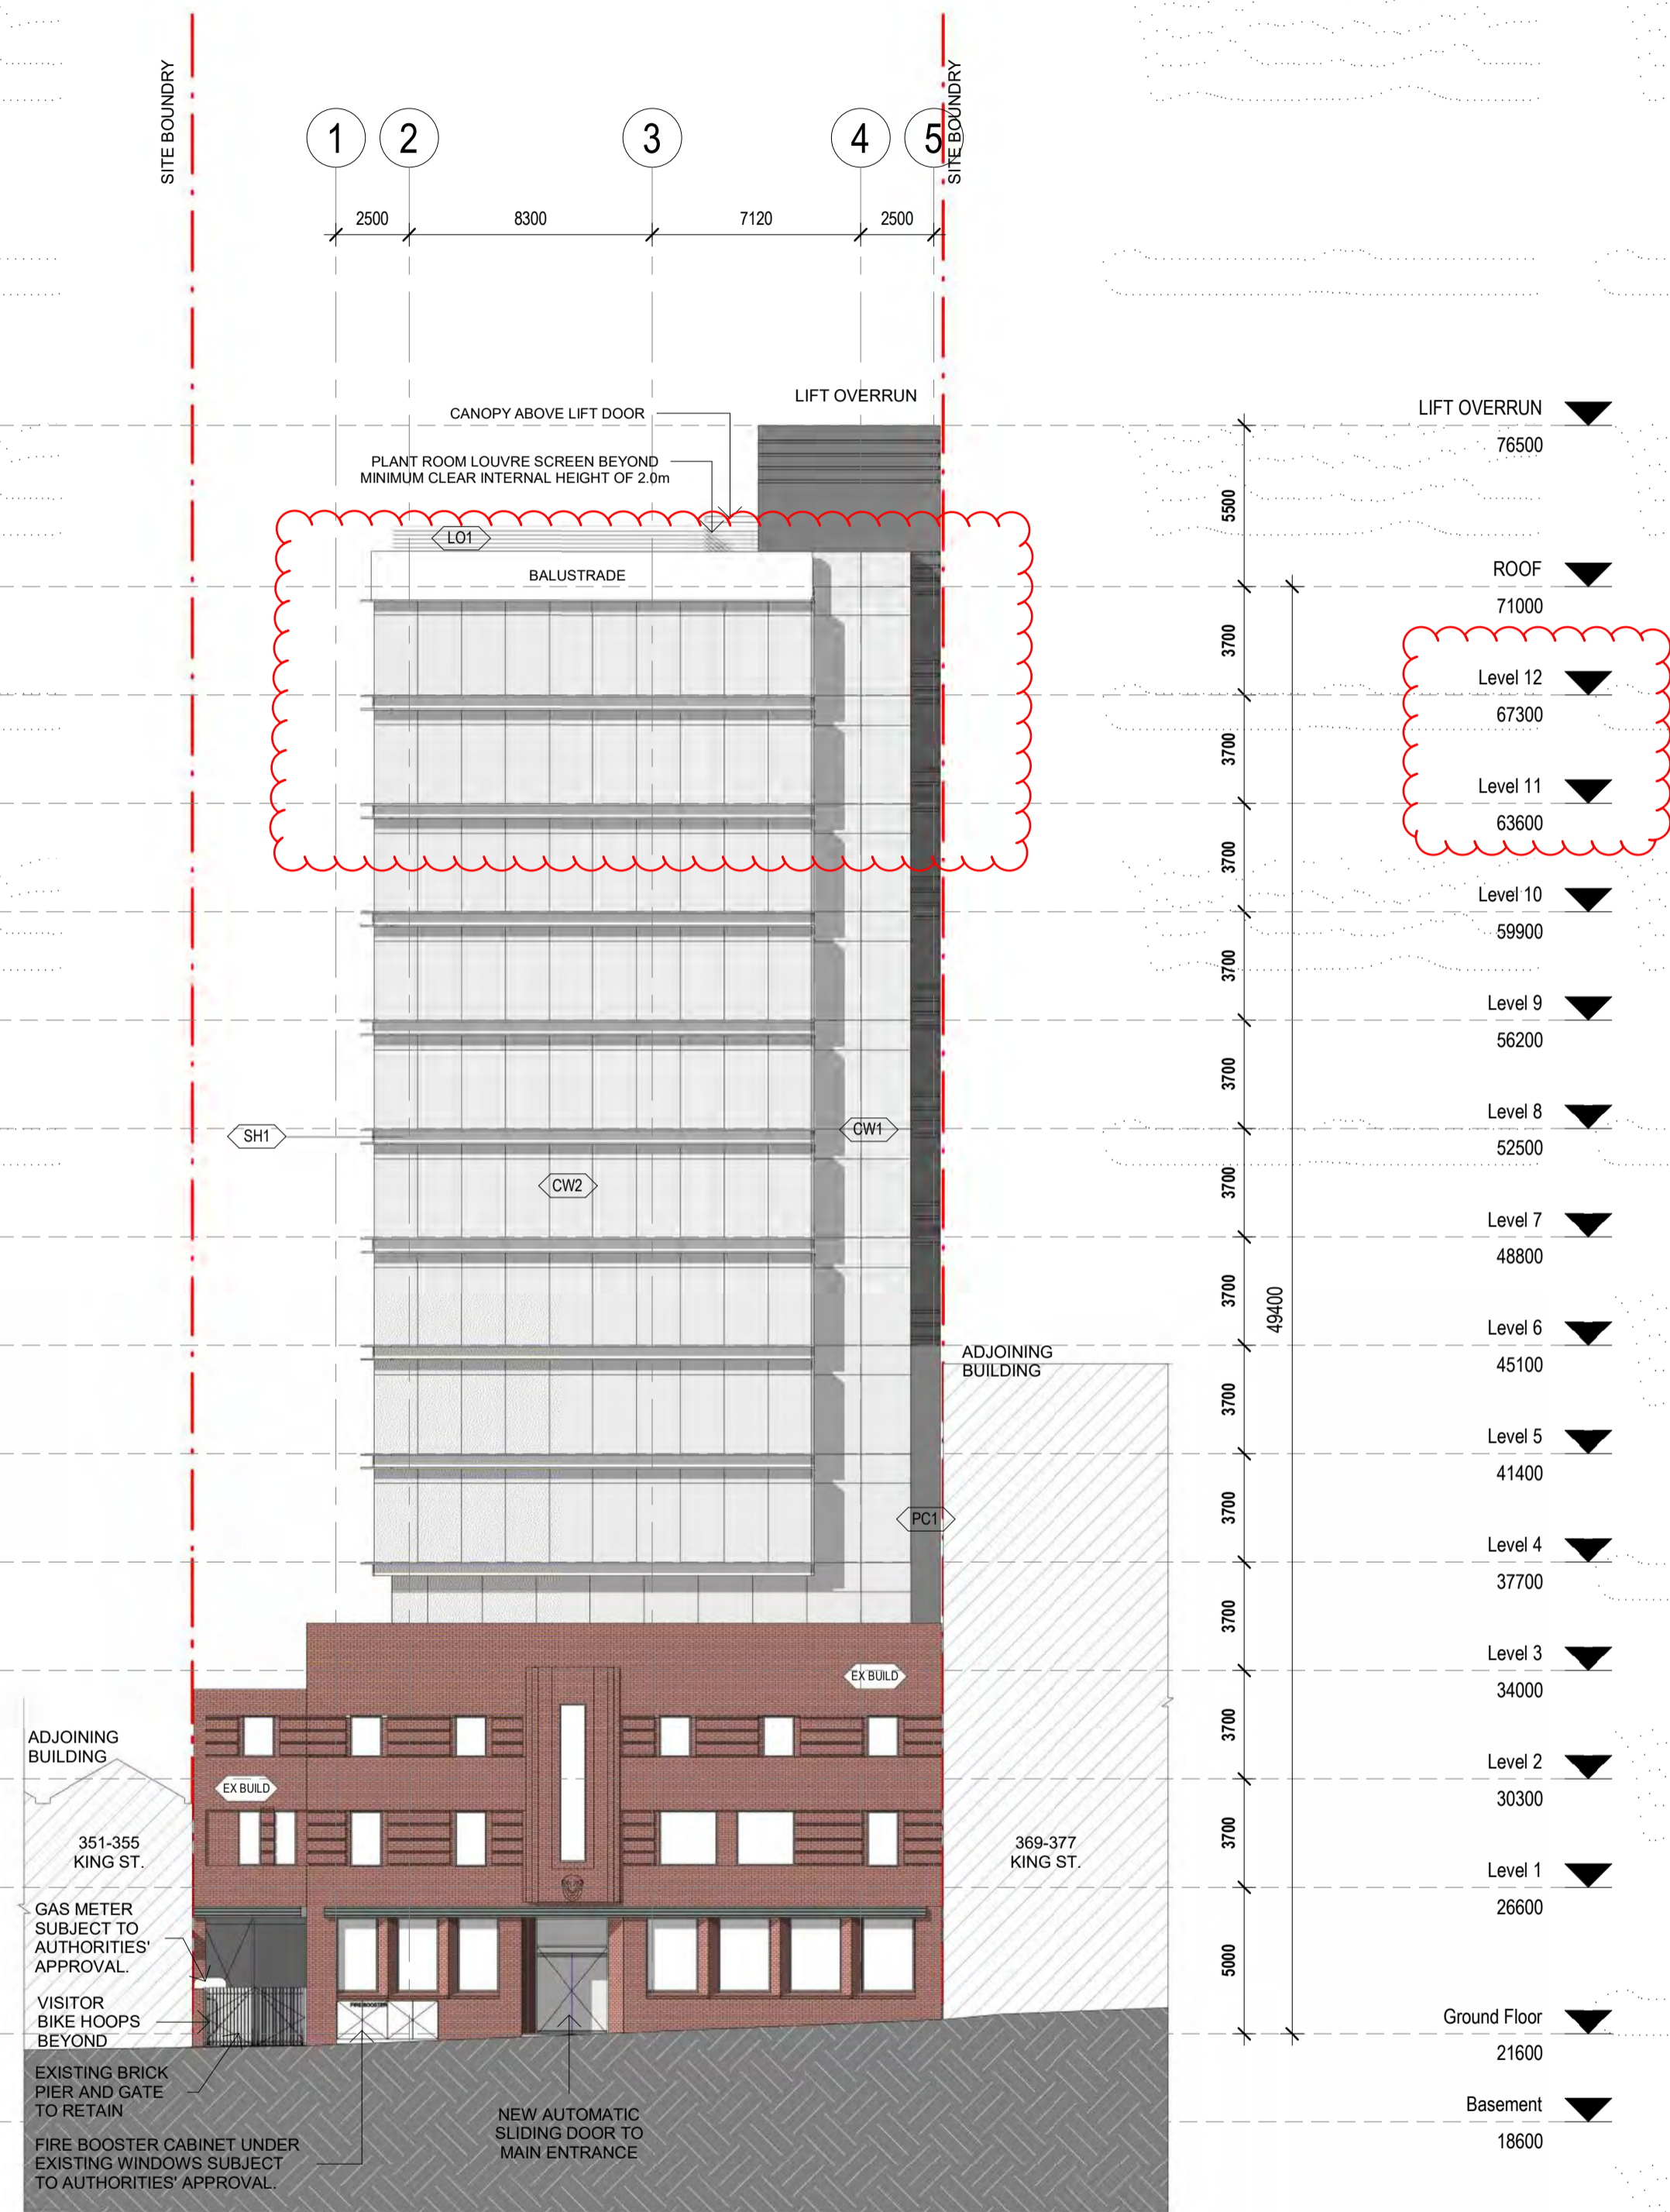 SITE BOUNDRY
SITE BOUNDRY
1
2
3
4
5
2500
8300
7120
2500
LIFT OVERRUN
CANOPY ABOVE LIFT DOOR
PLANT ROOM LOUVRE SCREEN BEYOND
MINIMUM CLEAR INTERNAL HEIGHT OF 2.0m
LO1
BALUSTRADE
SH1
CW1
CW2
PC1
ADJOINING
BUILDING
EX BUILD
ADJOINING
BUILDING
EX BUILD
351-355
KING ST.
369-377
KING ST.
GAS METER
SUBJECT TO
AUTHORITIES'
APPROVAL.
VISITOR
BIKE HOOPS
BEYOND
FIRE BOOSTER
EXISTING BRICK
PIER AND GATE
TO RETAIN
FIRE BOOSTER CABINET UNDER
EXISTING WINDOWS SUBJECT
TO AUTHORITIES' APPROVAL.
NEW AUTOMATIC
SLIDING DOOR TO
MAIN ENTRANCE
5500
3700
3700
3700
3700
3700
3700
3700
3700
3700
3700
3700
3700
5000
49400
LIFT OVERRUN
76500
ROOF
71000
Level 12
67300
Level 11
63600
Level 10
59900
Level 9
56200
Level 8
52500
Level 7
48800
Level 6
45100
Level 5
41400
Level 4
37700
Level 3
34000
Level 2
30300
Level 1
26600
Ground Floor
21600
Basement
18600